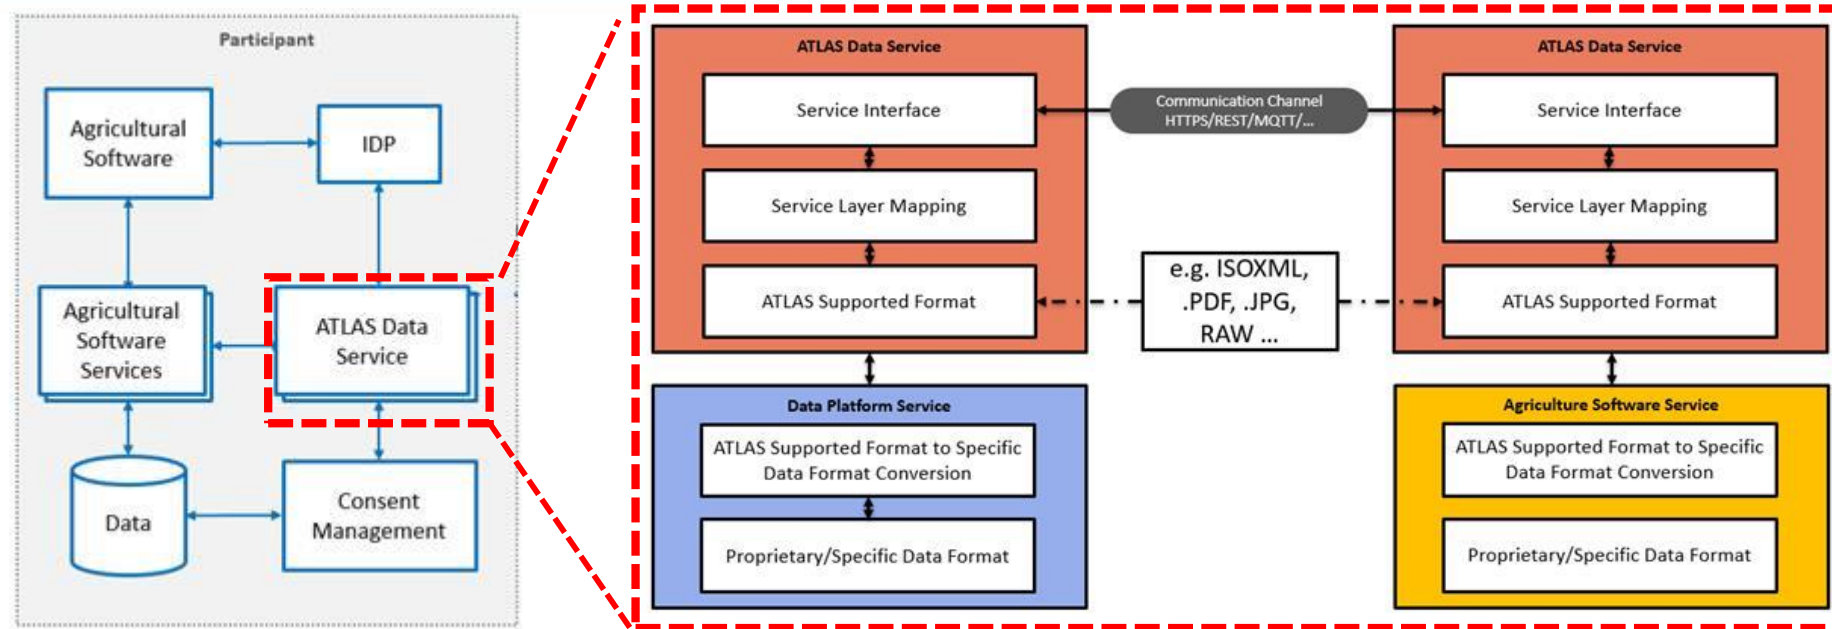 Participant
Agricultural
Software
IDP
Agricultural
Software
Services
ATLAS Data
Service
Data
Consent
Management
ATLAS Data Service
Service Interface
Service Layer Mapping
ATLAS Supported Format
Data Platform Service
ATLAS Supported Format to Specific
Data Format Conversion
Proprietary/Specific Data Format
Communication Channel
HTTPS/REST/MQTT/...
e.g. ISOXML,
.PDF, .JPG,
RAW ...
ATLAS Data Service
Service Interface
Service Layer Mapping
ATLAS Supported Format
Agriculture Software Service
ATLAS Supported Format to Specific
Data Format Conversion
Proprietary/Specific Data Format